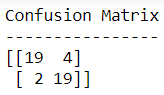 Confusion Matrix
---------------
[[19  4]
 [ 2 19]]